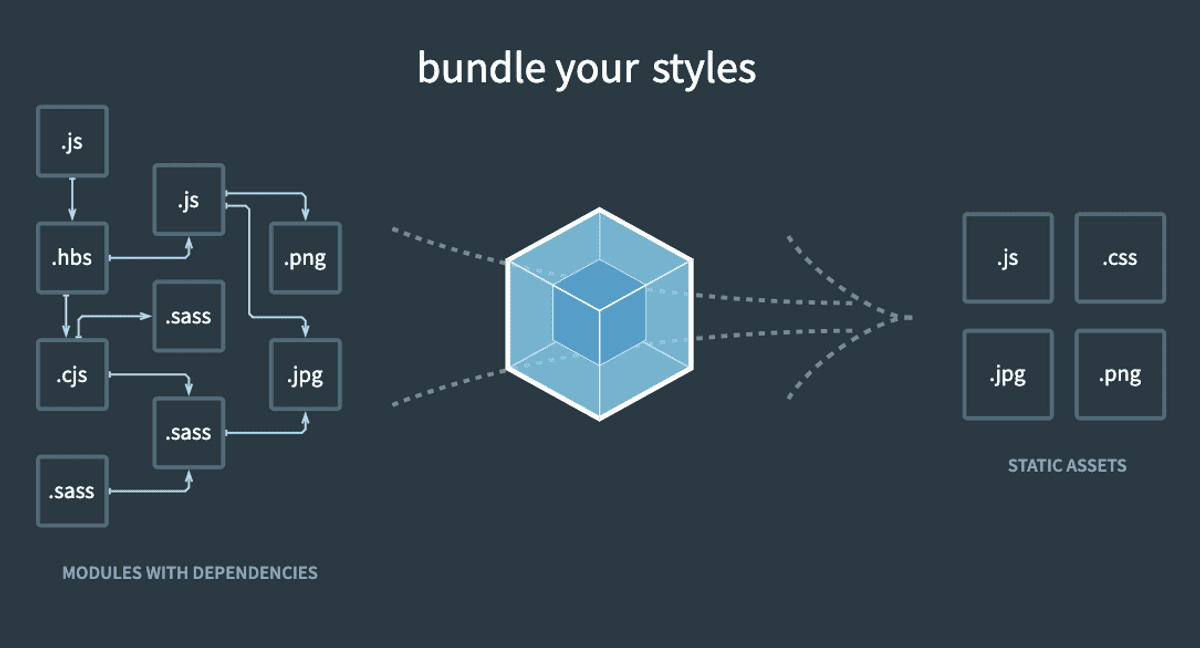 bundle your styles
.js
.js
.hbs
.png
.js
.css
.sass
.cjs
.jpg
.jpg
.png
.sass
.sass
STATIC ASSETS
MODULES WITH DEPENDENCIES